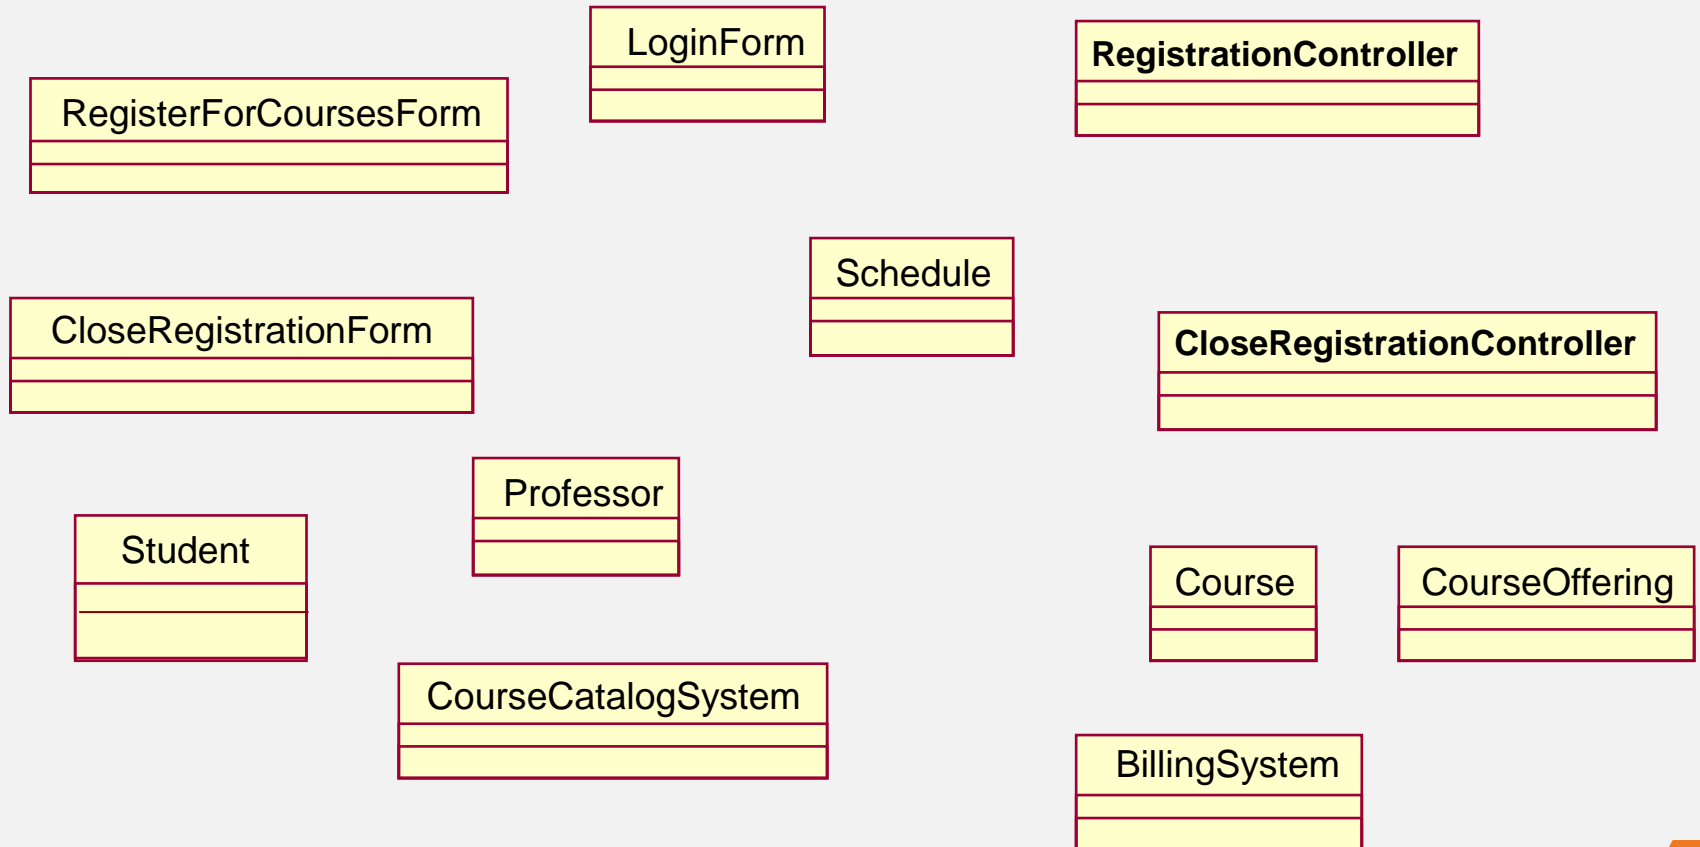 LoginForm
RegistrationController
RegisterForCoursesForm
Schedule
CloseRegistrationForm
CloseRegistrationController
Professor
Student
Course
CourseOffering
CourseCatalogSystem
BillingSystem